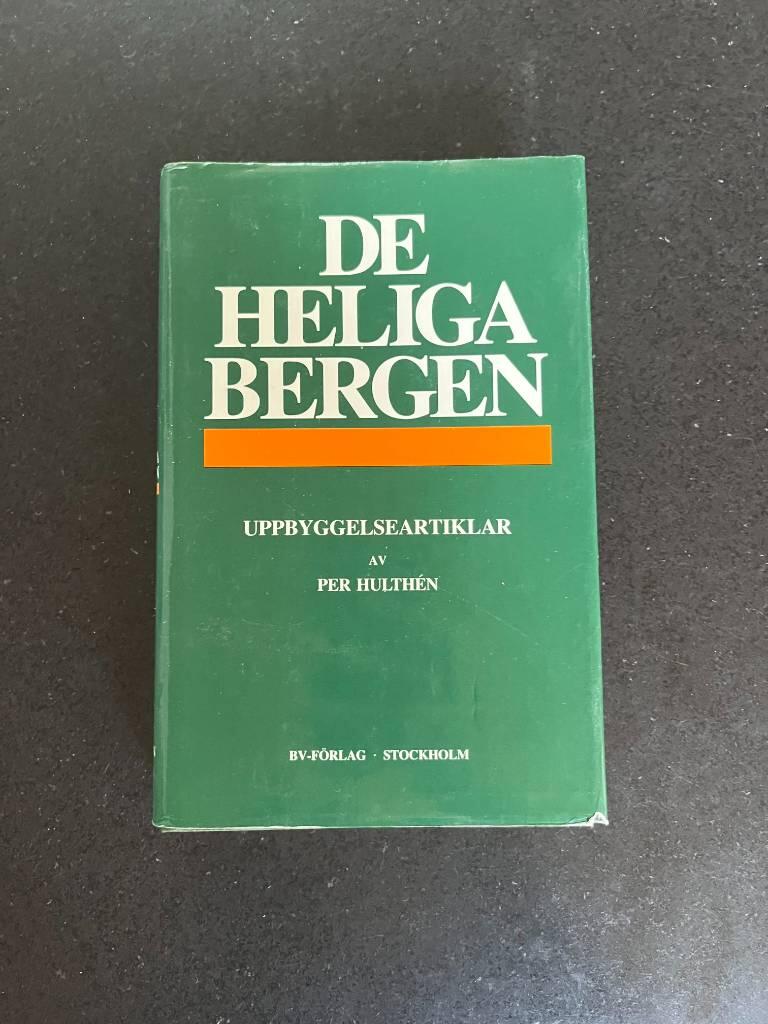 DE
HELIGA
BERGEN
UPPBYGGELSEARTIKLAR
AV
PER HULTHÉN
BV-FÖRLAG · STOCKHOLM